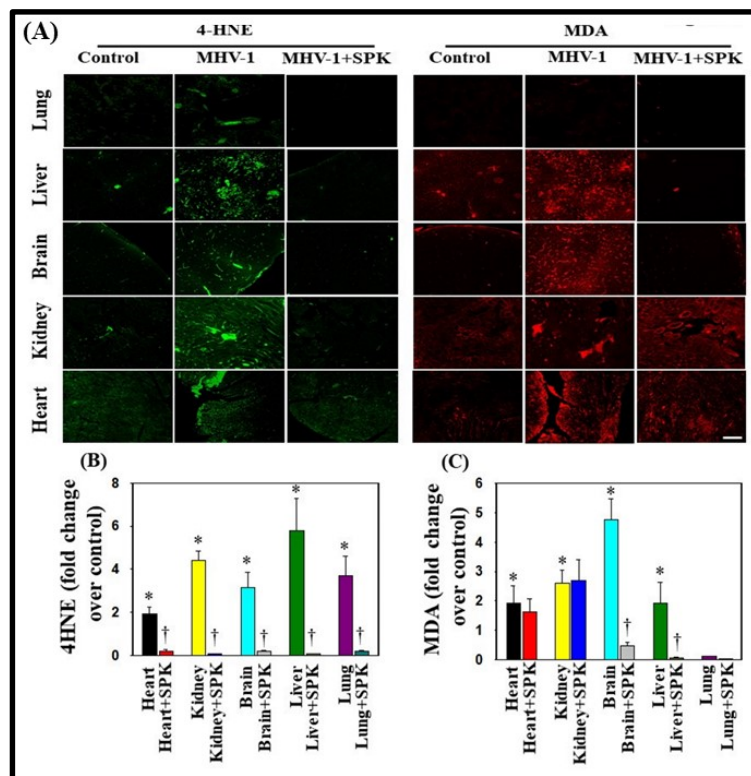 (A)
4-HNE
MDA
Control MHV-1 MHV-1+SPK Control MHV-1 MHV-1+SPK
Lung
Liver
Brain
Kidney
Heart
(B)
4HNE (fold change
over control)
8
6
4
2
0
* * * * *
† † † † †
Heart
Heart+SPK
Kidney
Kidney+SPK
Brain
Brain+SPK
Liver
Liver+SPK
Lung
Lung+SPK
(C)
MDA (fold change
over control)
6
5
4
3
2
1
0
* * * *
† †
Heart
Heart+SPK
Kidney
Kidney+SPK
Brain
Brain+SPK
Liver
Liver+SPK
Lung
Lung+SPK